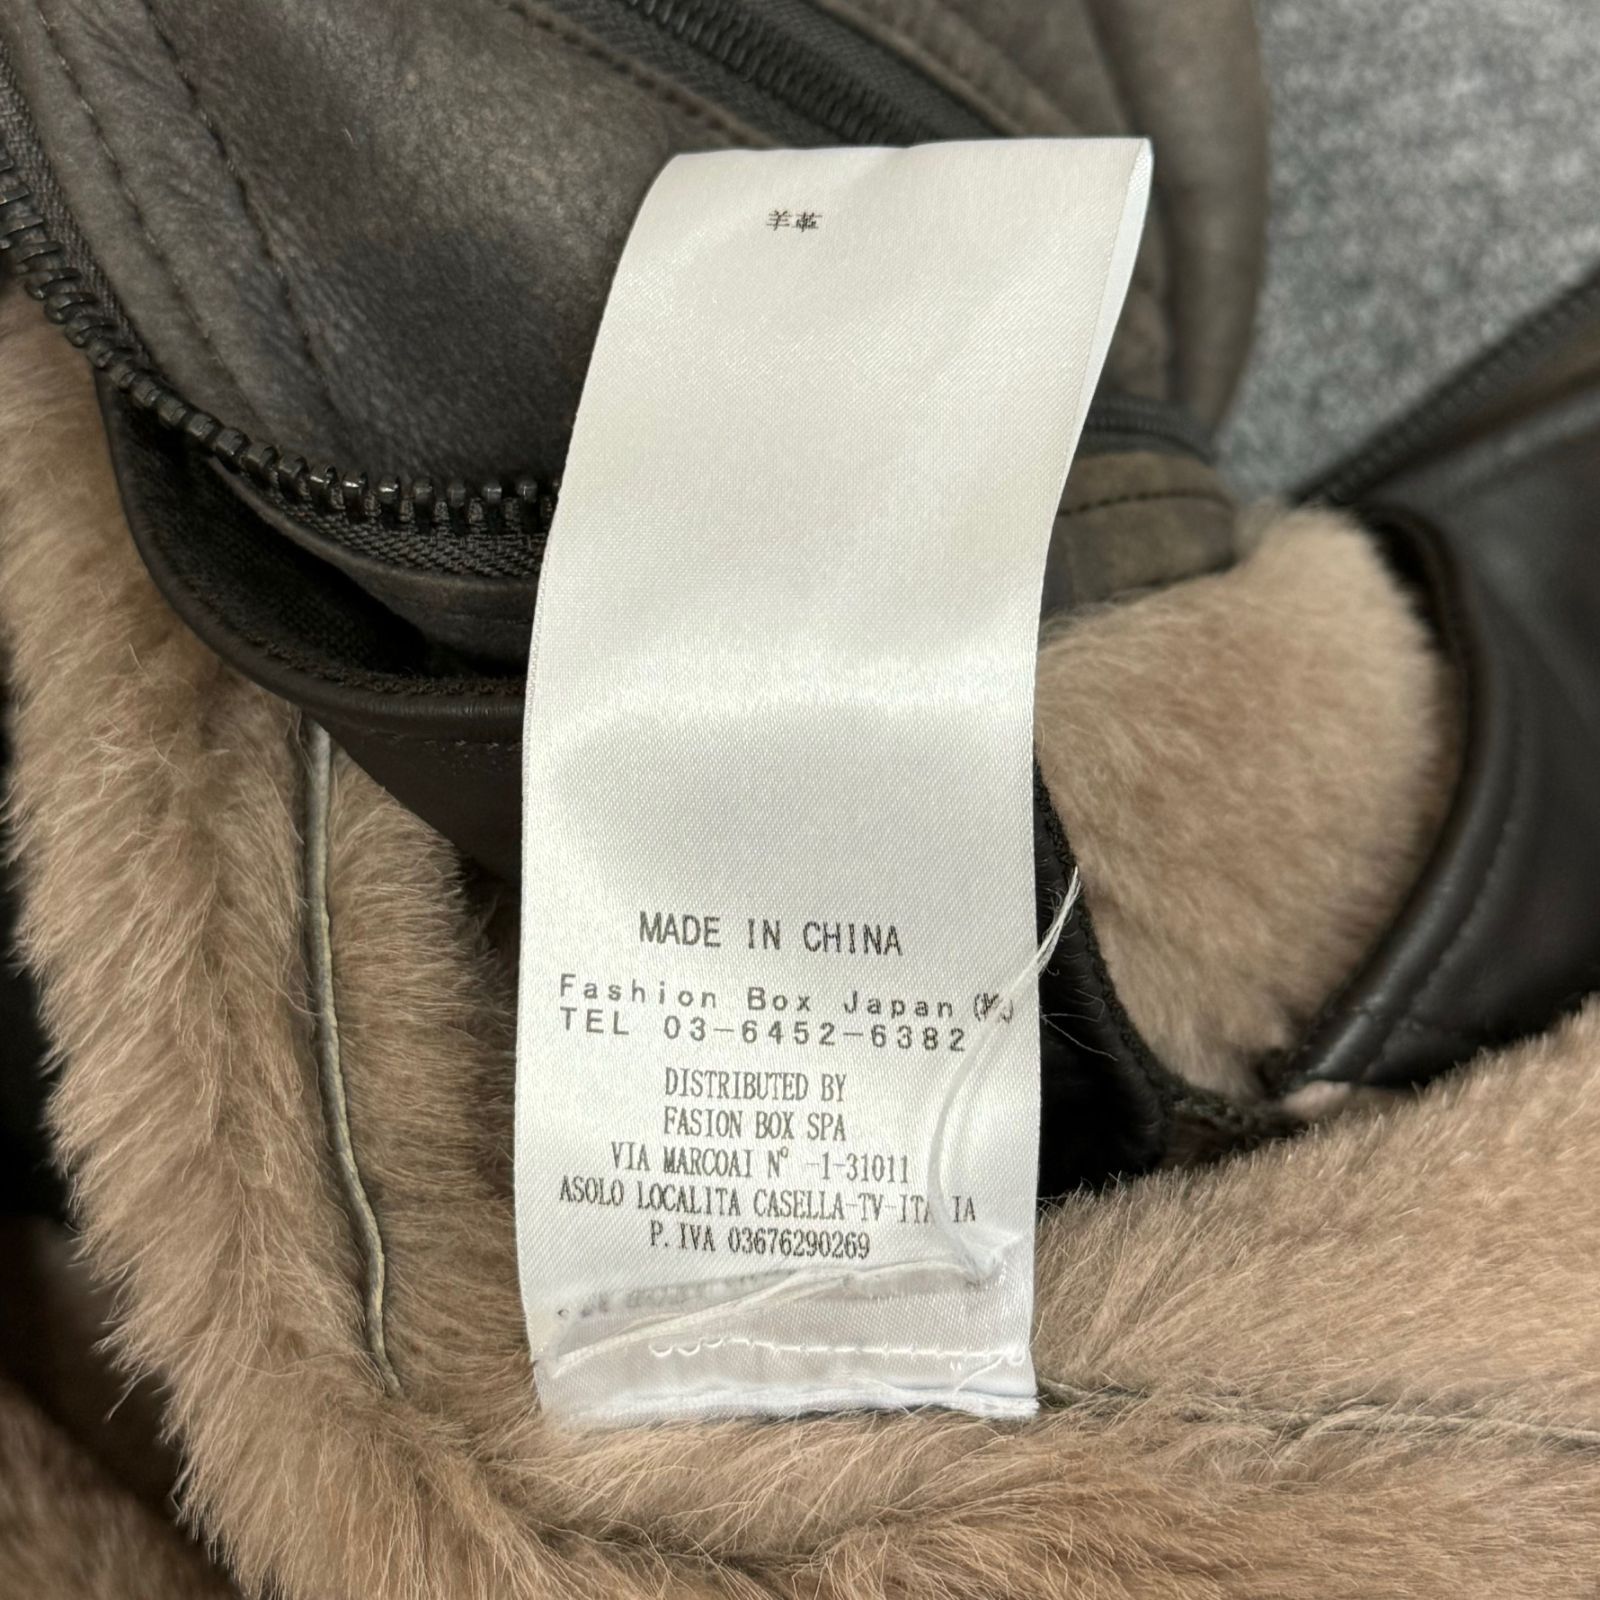 羊革
MADE IN CHINA
Fashion Box Japan (株)
TEL 03-6452-6382
DISTRIBUTED BY
FASION BOX SPA
VIA MARCOAI N° -1-31011
ASOLO LOCALITA CASELLA-TV-ITALIA
P. IVA 03676290269